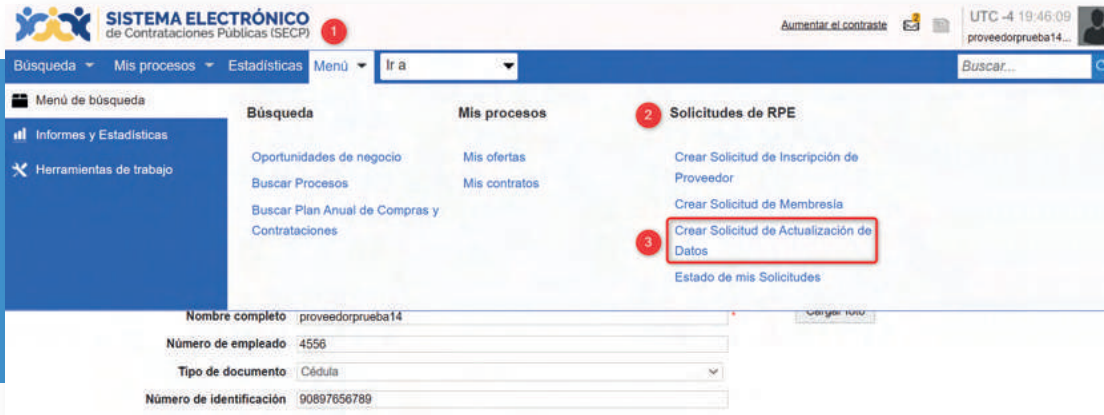 SISTEMA ELECTRÓNICO
de Contrataciones Públicas (SECP)
1
Aumentar el contraste
2
UTC -4 19:46:09
proveedorprueba14...
Búsqueda
Mis procesos
Estadísticas
Menú
Ir a
Buscar...
Menú de búsqueda
Informes y Estadísticas
Herramientas de trabajo
Búsqueda
Oportunidades de negocio
Buscar Procesos
Buscar Plan Anual de Compras y
Contrataciones
Mis procesos
Mis ofertas
Mis contratos
2
Solicitudes de RPE
Crear Solicitud de Inscripción de
Proveedor
Crear Solicitud de Membresía
3
Crear Solicitud de Actualización de
Datos
Estado de mis Solicitudes
Nombre completo proveedorprueba14 *
Cargar foto
Número de empleado 4556
Tipo de documento Cédula
Número de identificación 90897656789